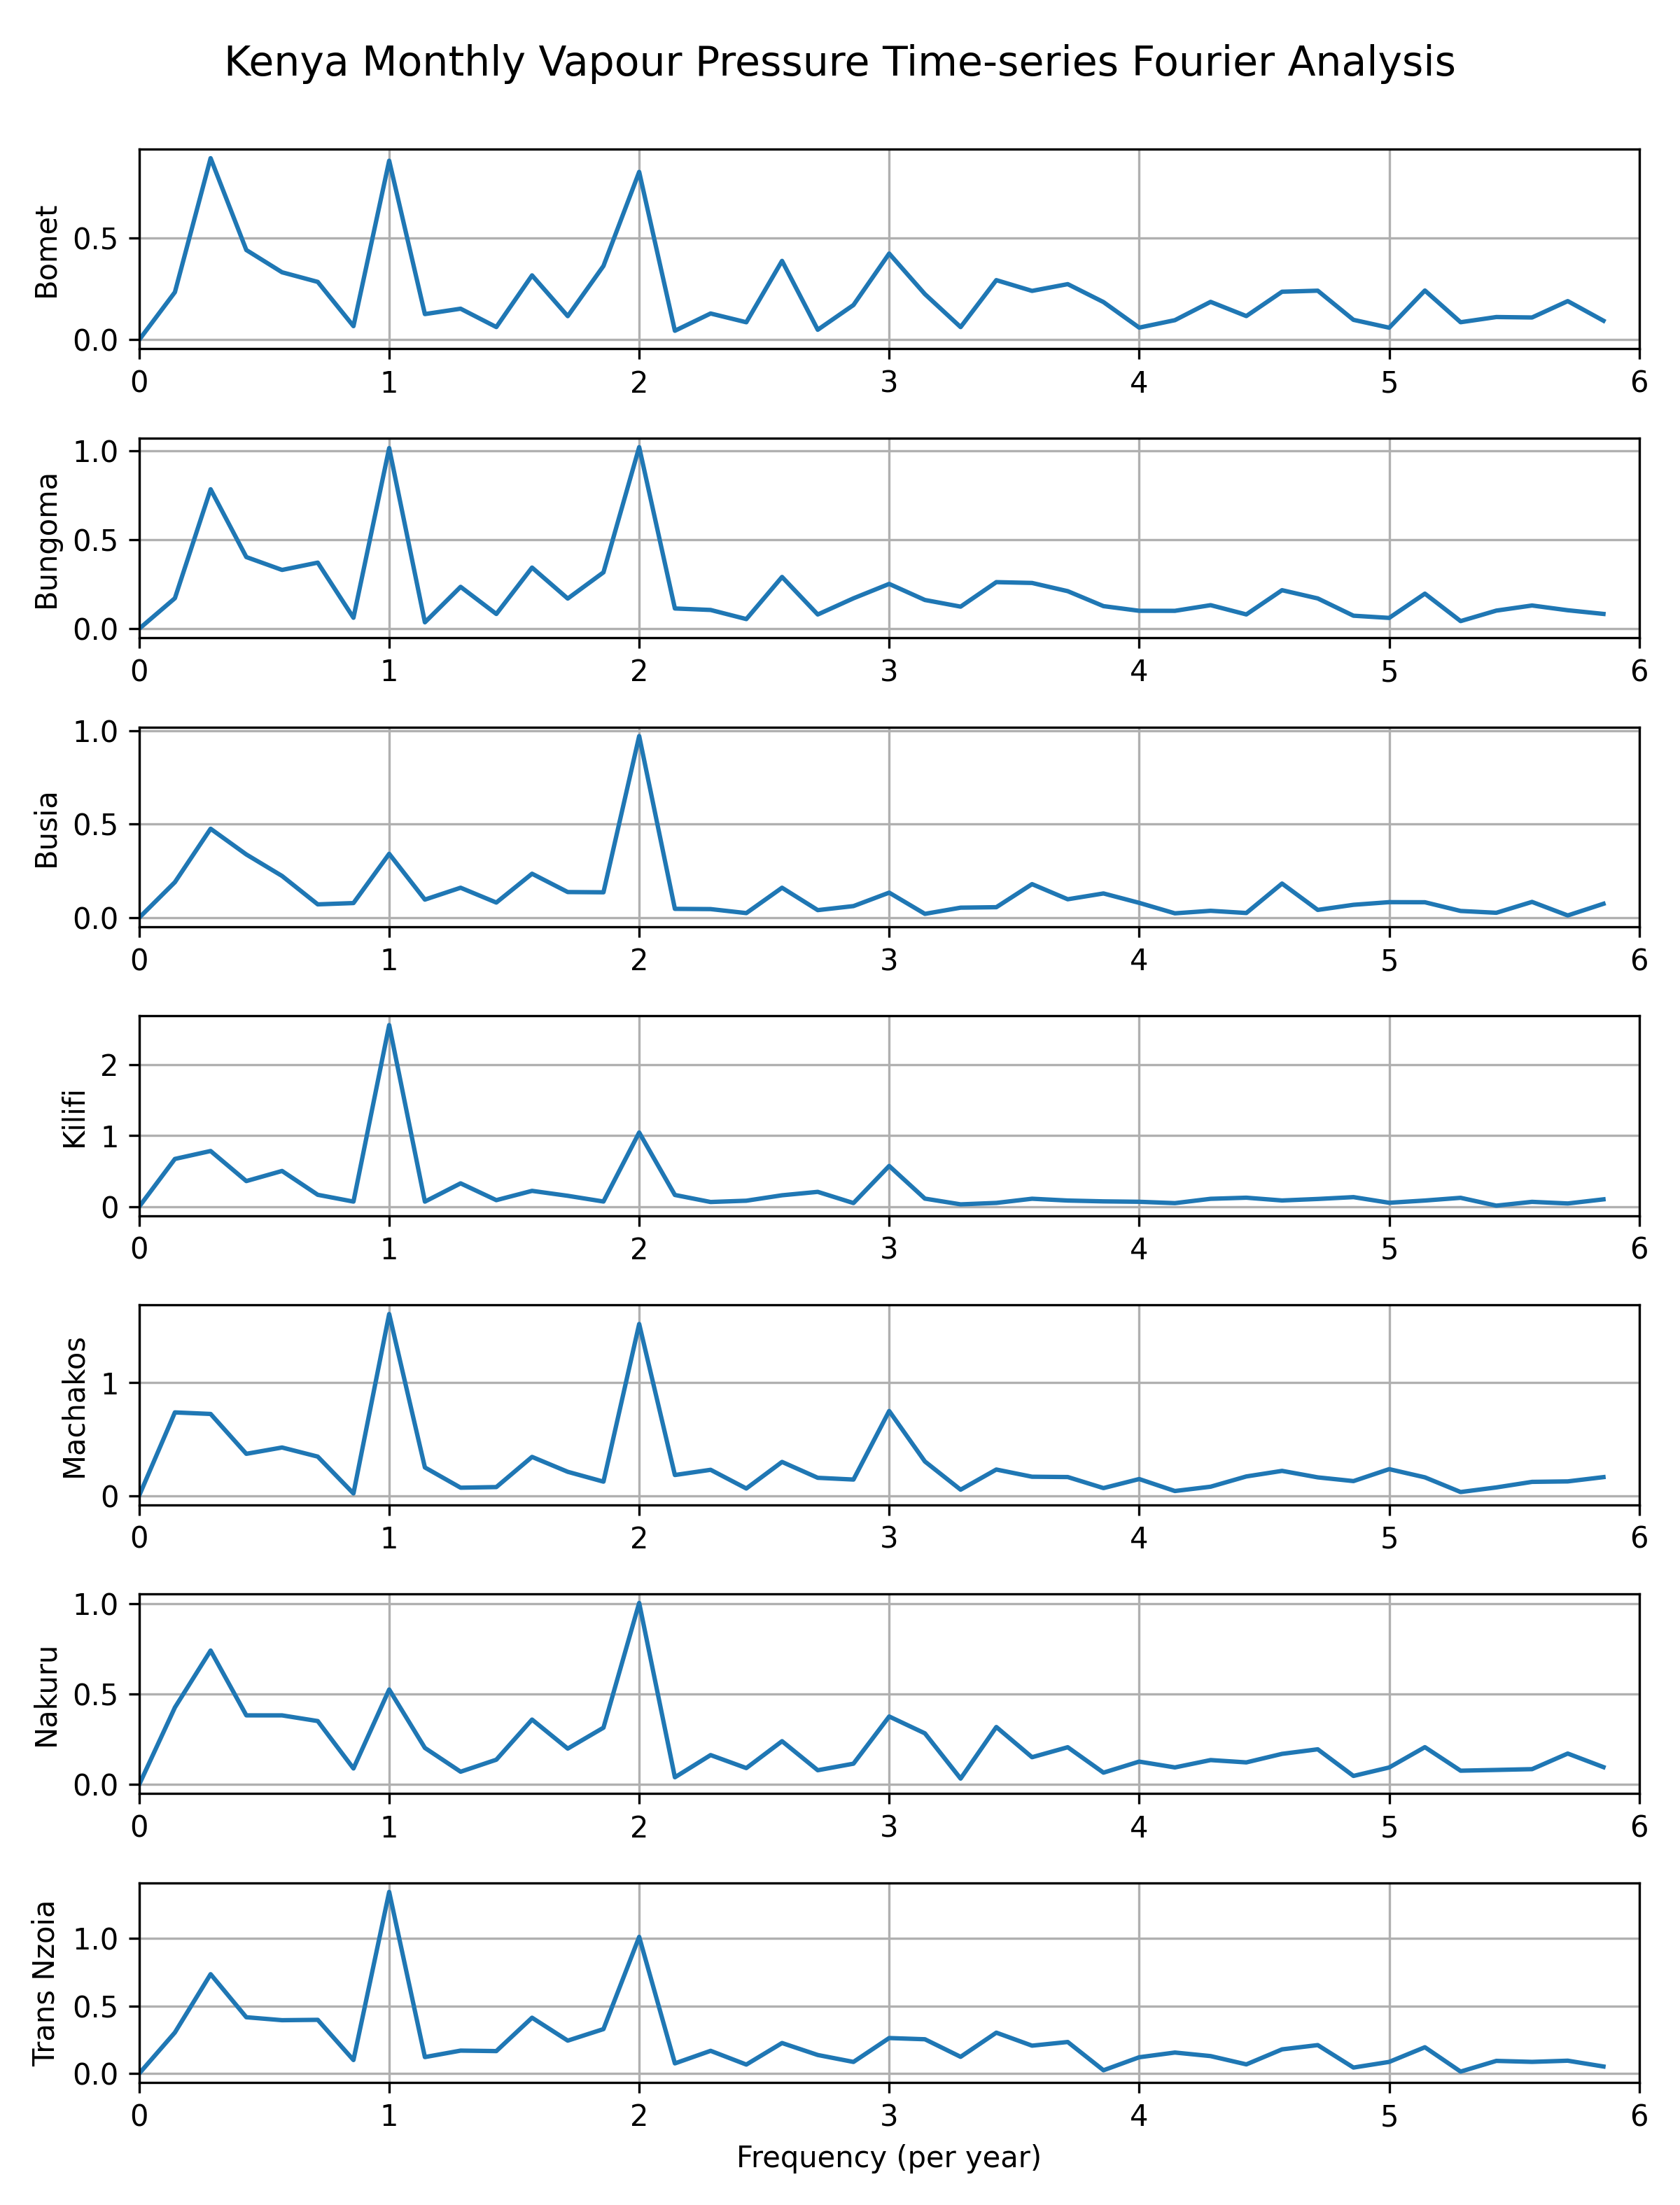 Kenya Monthly Vapour Pressure Time-series Fourier Analysis
Bomet
0.5
0.0
0 1 2 3 4 5 6
Bungoma
1.0
0.5
0.0
0 1 2 3 4 5 6
Busia
1.0
0.5
0.0
0 1 2 3 4 5 6
Kilifi
2
1
0
0 1 2 3 4 5 6
Machakos
1
0
0 1 2 3 4 5 6
Nakuru
1.0
0.5
0.0
0 1 2 3 4 5 6
Trans Nzoia
1.0
0.5
0.0
0 1 2 3 4 5 6
Frequency (per year)